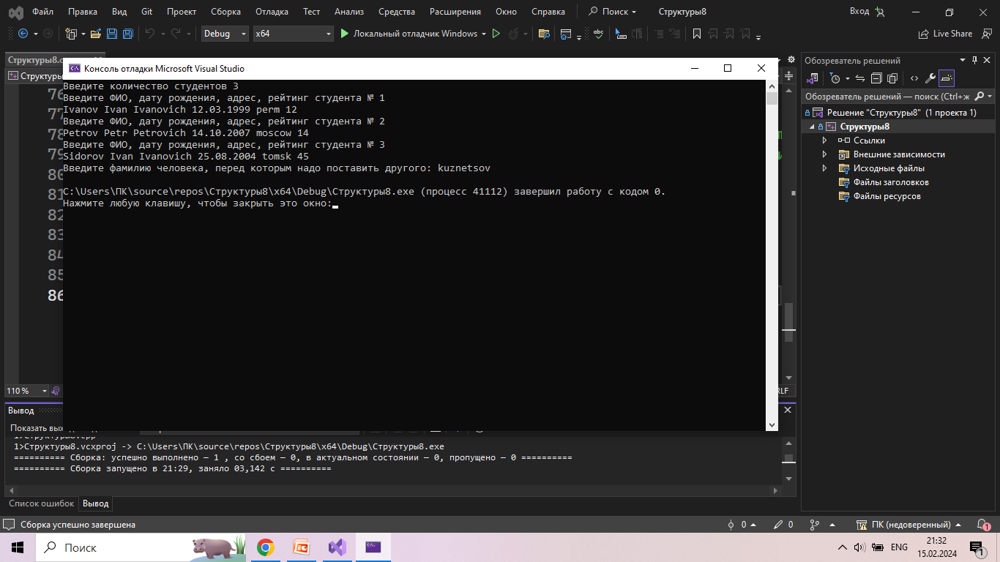 Файл Правка Вид Git Проект Сборка Отладка Тест Анализ Средства Расширения Окно Справка Поиск Структуры8 Вход
Debug x64 Локальный отладчик Windows Live Share
Консоль отладки Microsoft Visual Studio
Введите количество студентов 3
Введите ФИО, дату рождения, адрес, рейтинг студента № 1
Ivanov Ivan Ivanovich 12.03.1999 perm 12
Введите ФИО, дату рождения, адрес, рейтинг студента № 2
Petrov Petr Petrovich 14.10.2007 moscow 14
Введите ФИО, дату рождения, адрес, рейтинг студента № 3
Sidorov Ivan Ivanovich 25.08.2004 tomsk 45
Введите фамилию человека, перед которым надо поставить другого: kuznetsov
C:\Users\ПК\source\repos\Структуры8\x64\Debug\Структуры8.exe (процесс 41112) завершил работу с кодом 0.
Нажмите любую клавишу, чтобы закрыть это окно:
76
77
78
79
80
81
82
83
84
85
86
110 %
Обозреватель решений
Обозреватель решений — поиск (Ctrl+ж
Решение "Структуры8" (1 проекта 1)
Структуры8
Ссылки
Внешние зависимости
Исходные файлы
Файлы заголовков
Файлы ресурсов
Вывод
Показать
1>Структуры8.cpp
1>Структуры8.vcxproj -> C:\Users\ПК\source\repos\Структуры8\x64\Debug\Структуры8.exe
========== Сборка: успешно выполнено — 1 , со сбоем — 0, в актуальном состоянии — 0, пропущено — 0 ==========
========== Сборка запущено в 21:29, заняло 03,142 с ==========
Список ошибок Вывод
Сборка успешно завершена 0 0 ПК (недоверенный) 1
Поиск ENG 21:32
15.02.2024 1